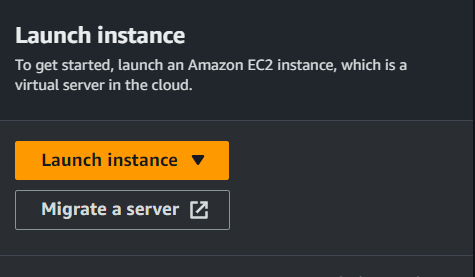 Launch instance
To get started, launch an Amazon EC2 instance, which is a
virtual server in the cloud.
Launch instance
Migrate a server